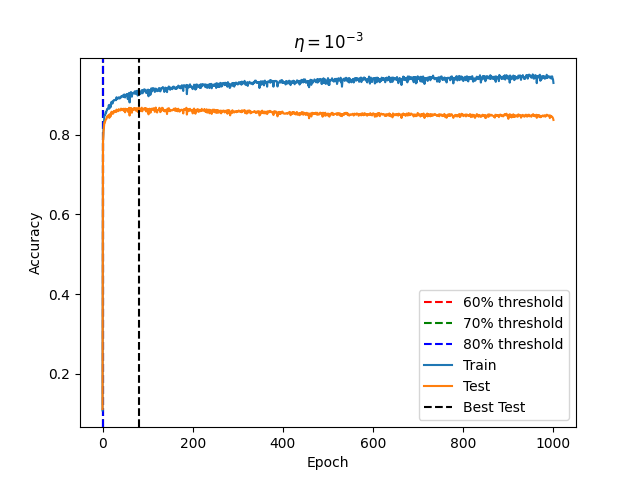 η = 10⁻³
Accuracy
0.8
0.6
0.4
0.2
0 200 400 600 800 1000
Epoch
60% threshold
70% threshold
80% threshold
Train
Test
Best Test